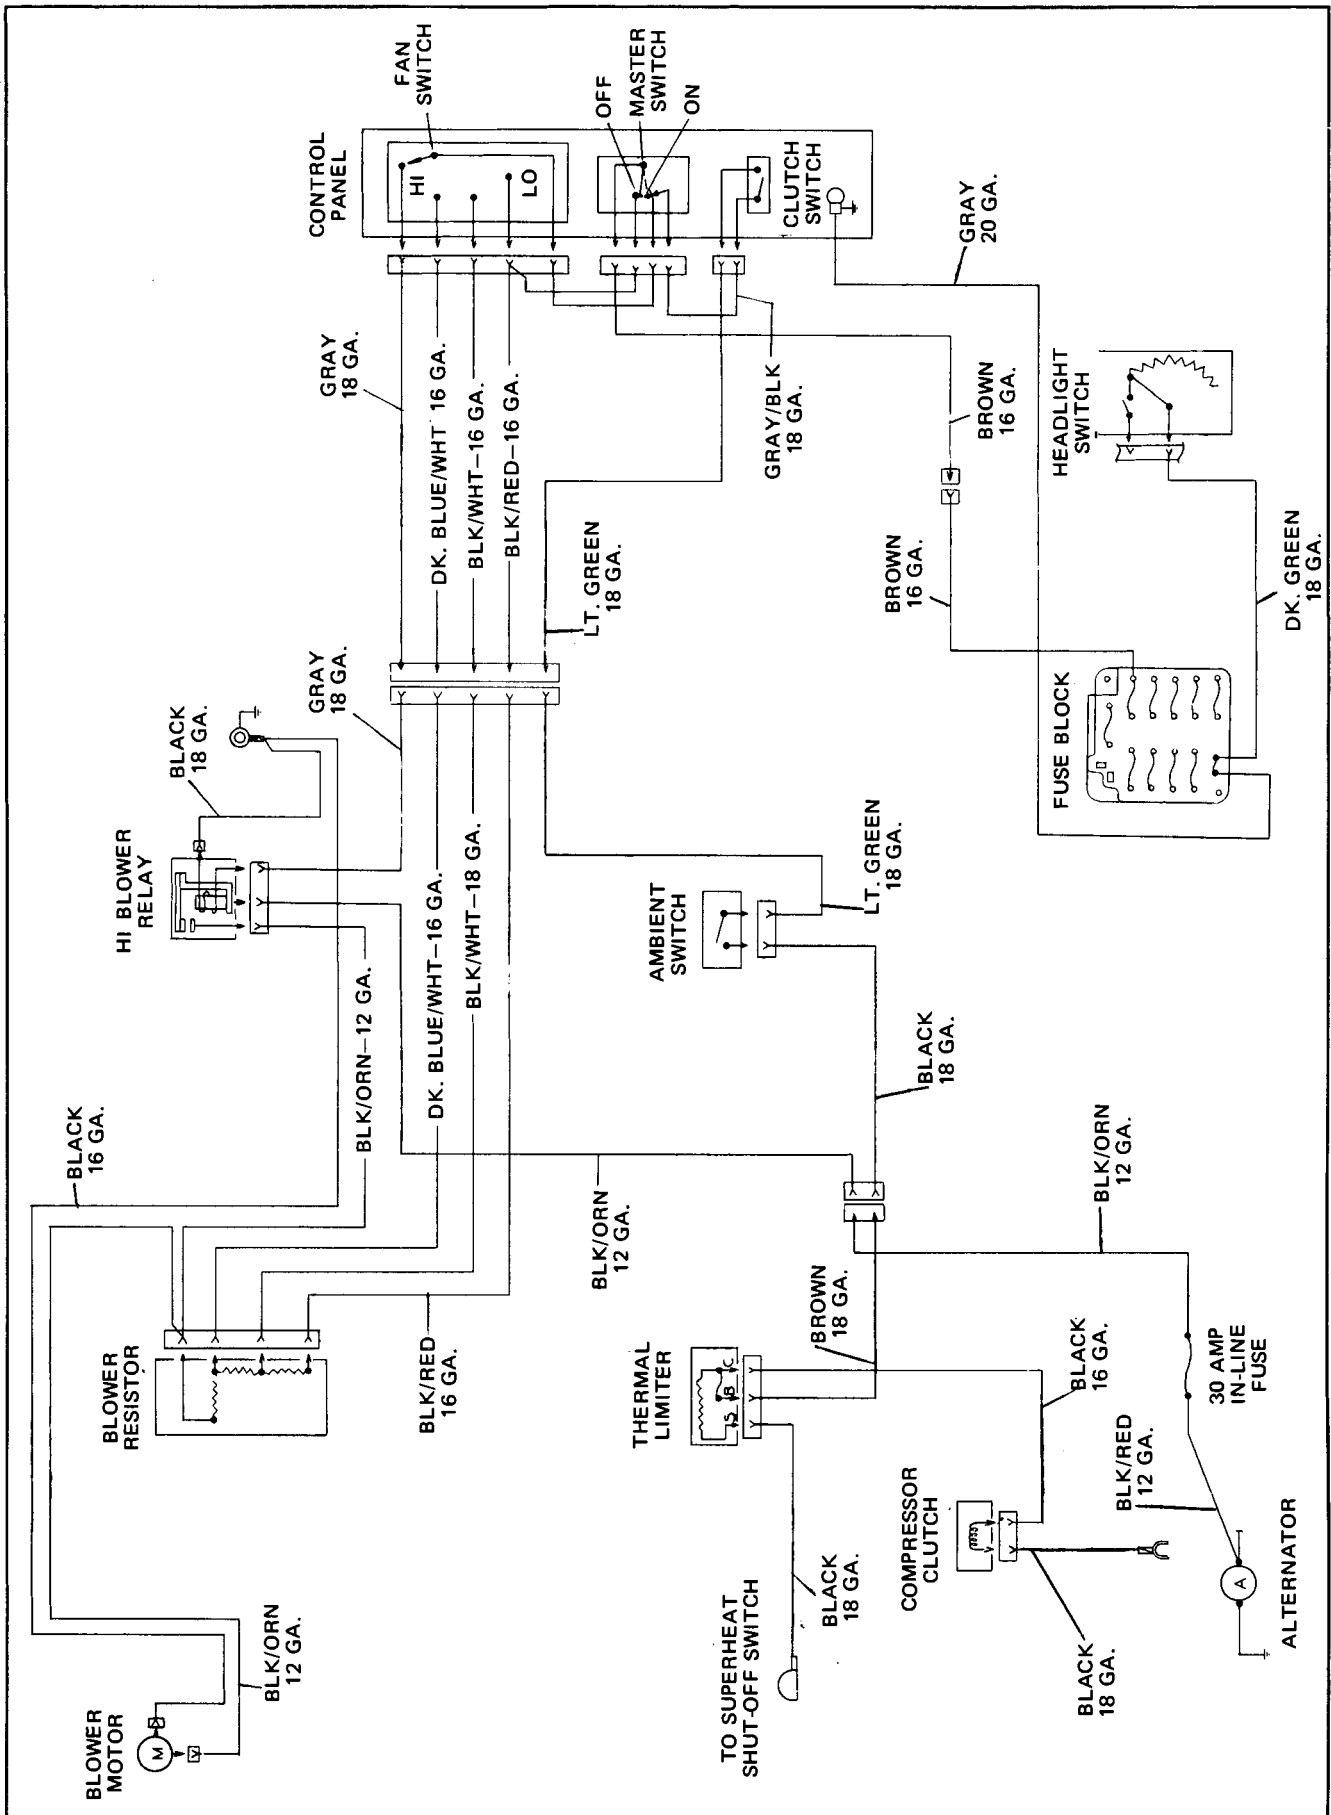 BLOWER
MOTOR
M
BLK/ORN
12 GA.
BLACK
16 GA.
BLOWER
RESISTOR
BLK/RED
16 GA.
HI BLOWER
RELAY
BLACK
18 GA.
BLK/ORN–12 GA.
DK. BLUE/WHT–16 GA.
BLK/WHT–18 GA.
GRAY
18 GA.
GRAY
18 GA.
DK. BLUE/WHT 16 GA.
BLK/WHT–16 GA.
BLK/RED–16 GA.
LT. GREEN
18 GA.
CONTROL
PANEL
FAN
SWITCH
HI
LO
OFF
MASTER
SWITCH
ON
CLUTCH
SWITCH
GRAY
20 GA.
GRAY/BLK
18 GA.
BROWN
16 GA.
BROWN
16 GA.
HEADLIGHT
SWITCH
DK. GREEN
18 GA.
FUSE BLOCK
AMBIENT
SWITCH
LT. GREEN
18 GA.
BLACK
18 GA.
BLK/ORN
12 GA.
BLK/ORN
12 GA.
THERMAL
LIMITER
S
B
C
BROWN
18 GA.
BLACK
16 GA.
30 AMP
IN-LINE
FUSE
BLK/RED
12 GA.
COMPRESSOR
CLUTCH
BLACK
18 GA.
TO SUPERHEAT
SHUT-OFF SWITCH
BLACK
18 GA.
A
ALTERNATOR